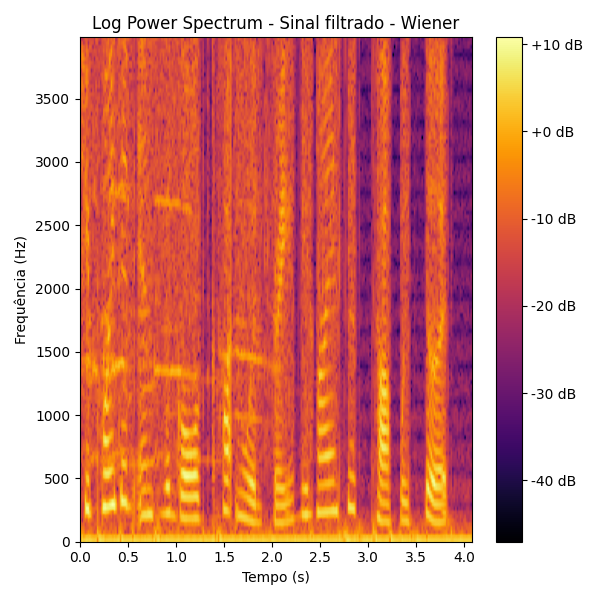 Log Power Spectrum - Sinal filtrado - Wiener
Frequência (Hz)
3500
3000
2500
2000
1500
1000
500
0
0.0 0.5 1.0 1.5 2.0 2.5 3.0 3.5 4.0
Tempo (s)
+10 dB
+0 dB
-10 dB
-20 dB
-30 dB
-40 dB